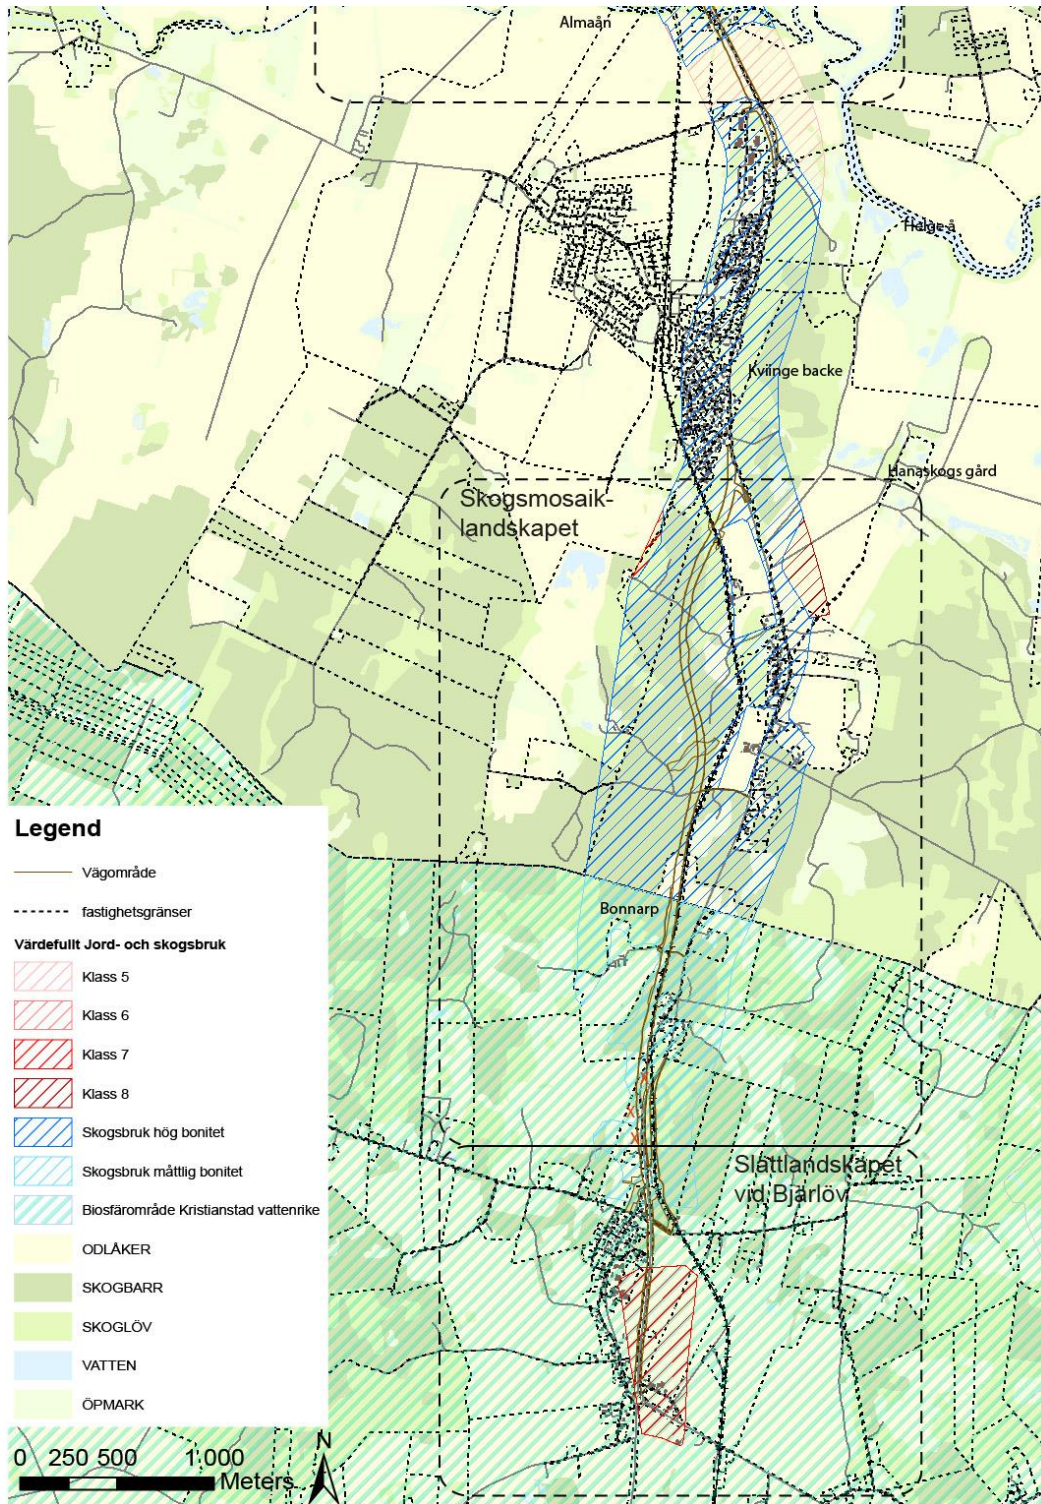 Almaån
Helge å
Kviinge backe
Hanaskogs gård
Skogsmosaik-
landskapet
Legend
Vägområde
fastighetsgränser
Värdefullt Jord- och skogsbruk
Klass 5
Klass 6
Klass 7
Klass 8
Skogsbruk hög bonitet
Skogsbruk måttlig bonitet
Biosfärområde Kristianstad vattenrike
ODLÅKER
SKOGBARR
SKOGLÖV
VATTEN
ÖPMARK
Bonnarp
X
X
X
Slättlandskapet
vid Bjärlöv
N
0 250 500 1 000
Meters